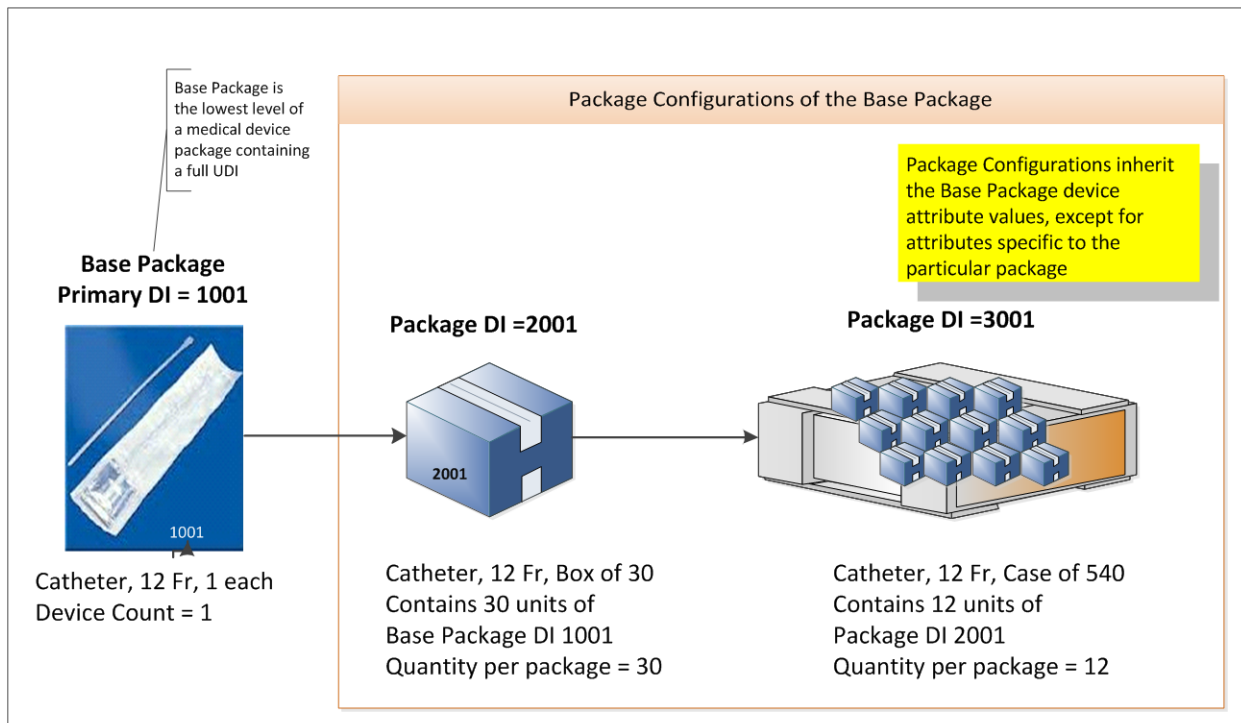 Base Package is
the lowest level of
a medical device
package containing
a full UDI
Package Configurations of the Base Package
Package Configurations inherit
the Base Package device
attribute values, except for
attributes specific to the
particular package
Base Package
Primary DI = 1001
Package DI =2001
Package DI =3001
2001
1001
Catheter, 12 Fr, 1 each
Device Count = 1
Catheter, 12 Fr, Box of 30
Contains 30 units of
Base Package DI 1001
Quantity per package = 30
Catheter, 12 Fr, Case of 540
Contains 12 units of
Package DI 2001
Quantity per package = 12